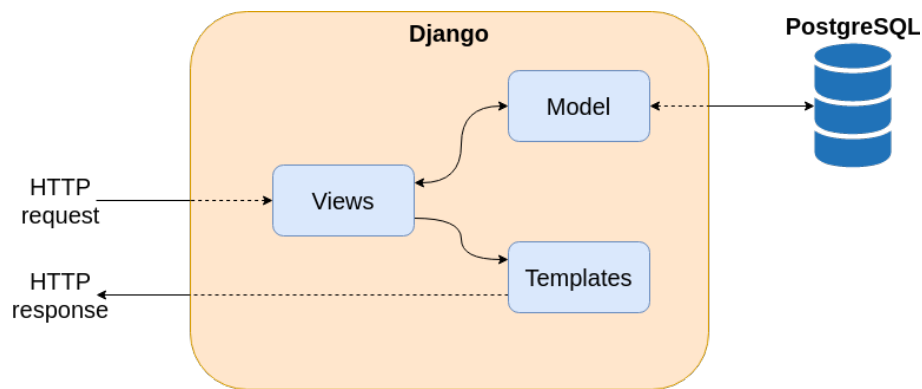 Django
PostgreSQL
Model
HTTP
request
Views
HTTP
response
Templates